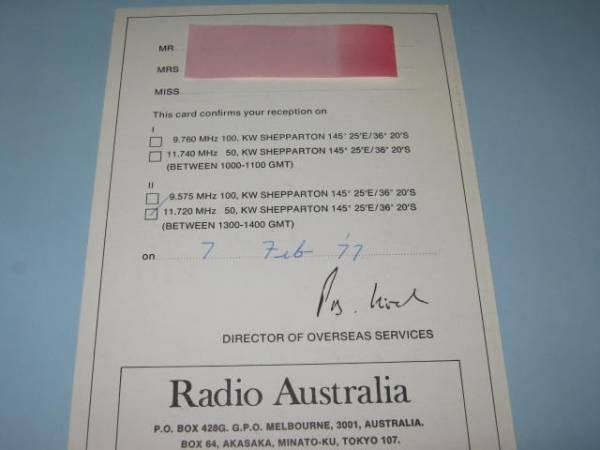 MR
MRS
MISS
This card confirms your reception on
I
9.760 MHz 100, KW SHEPPARTON 145° 25'E/36° 20'S
11.740 MHz 50, KW SHEPPARTON 145° 25'E/36° 20'S
(BETWEEN 1000-1100 GMT)
II
9.575 MHz 100, KW SHEPPARTON 145° 25'E/36° 20'S
11.720 MHz 50, KW SHEPPARTON 145° 25'E/36° 20'S
(BETWEEN 1300-1400 GMT)
on 7 Feb '77
DIRECTOR OF OVERSEAS SERVICES
Radio Australia
P.O. BOX 428G. G.P.O. MELBOURNE, 3001, AUSTRALIA.
BOX 64, AKASAKA, MINATO-KU, TOKYO 107.